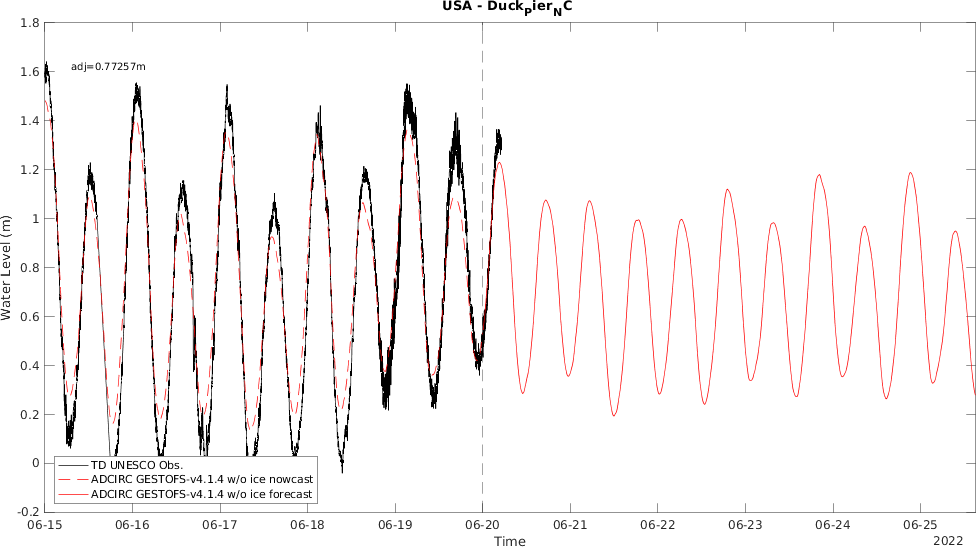 USA - Duck_Pier_NC
1.8
1.6
1.4
1.2
1
0.8
0.6
0.4
0.2
0
-0.2
Water Level (m)
adj=0.77257m
TD UNESCO Obs.
ADCIRC GESTOFS-v4.1.4 w/o ice nowcast
ADCIRC GESTOFS-v4.1.4 w/o ice forecast
06-15 06-16 06-17 06-18 06-19 06-20 06-21 06-22 06-23 06-24 06-25
Time
2022